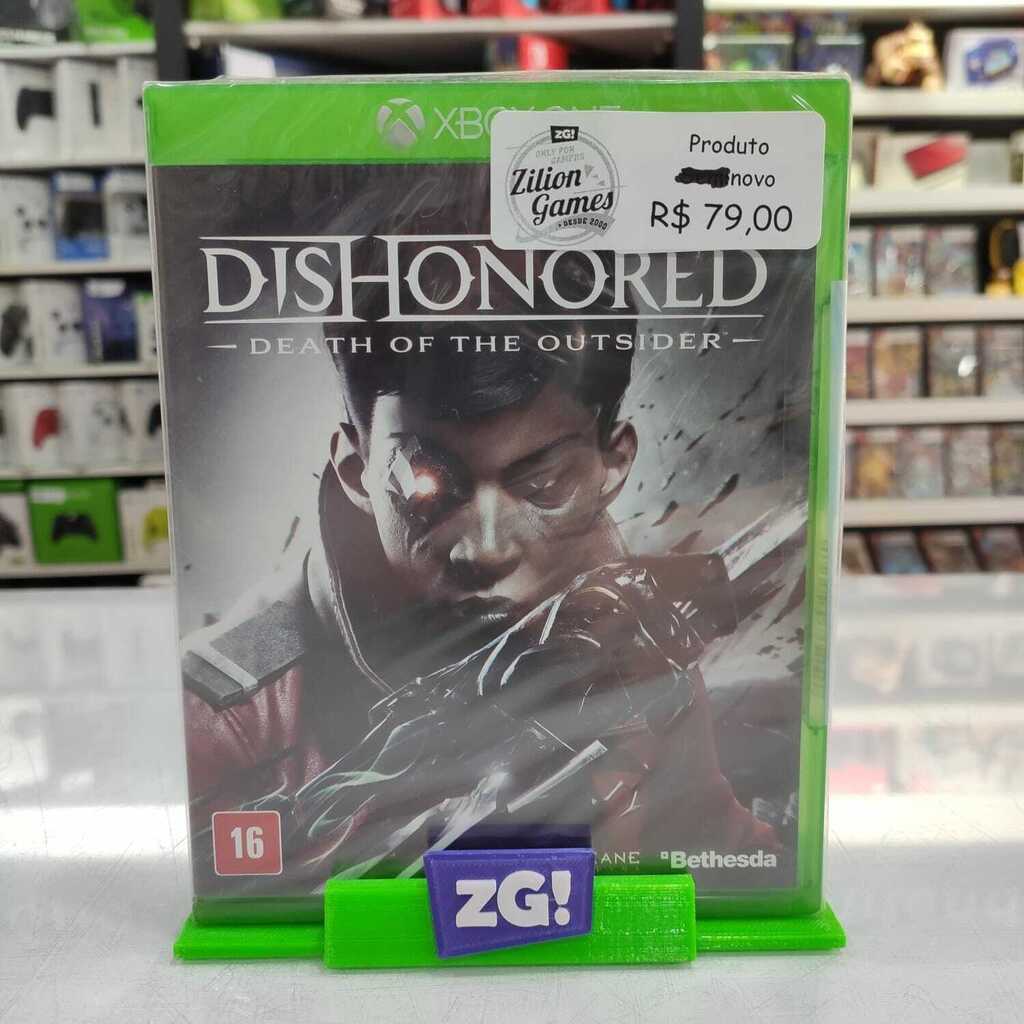 XBOX ONE
ZG!
ONLY FOR
GAMERS
Zilion
Games
DESDE 2000
Produto
novo
R$ 79,00
DISHONORED
DEATH OF THE OUTSIDER
16
Bethesda
ZG!